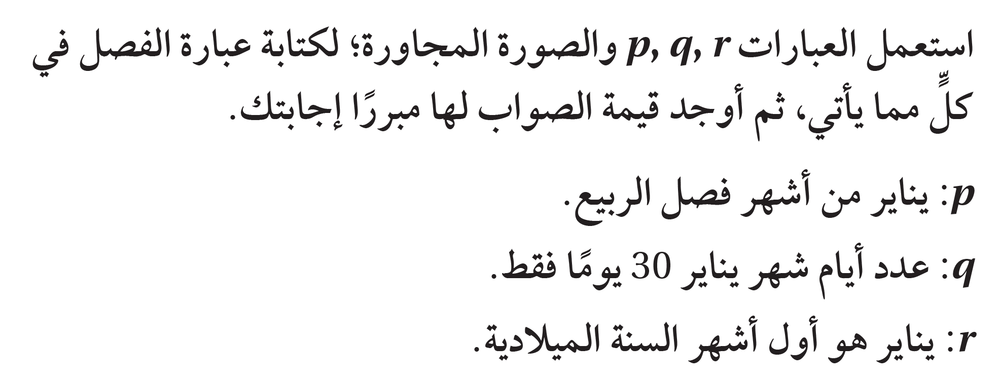 استعمل العبارات p, q, r والصورة المجاورة؛ لكتابة عبارة الفصل في
كلٍّ مما يأتي، ثم أوجد قيمة الصواب لها مبررًا إجابتك.
p: يناير من أشهر فصل الربيع.
q: عدد أيام شهر يناير 30 يومًا فقط.
r: يناير هو أول أشهر السنة الميلادية.